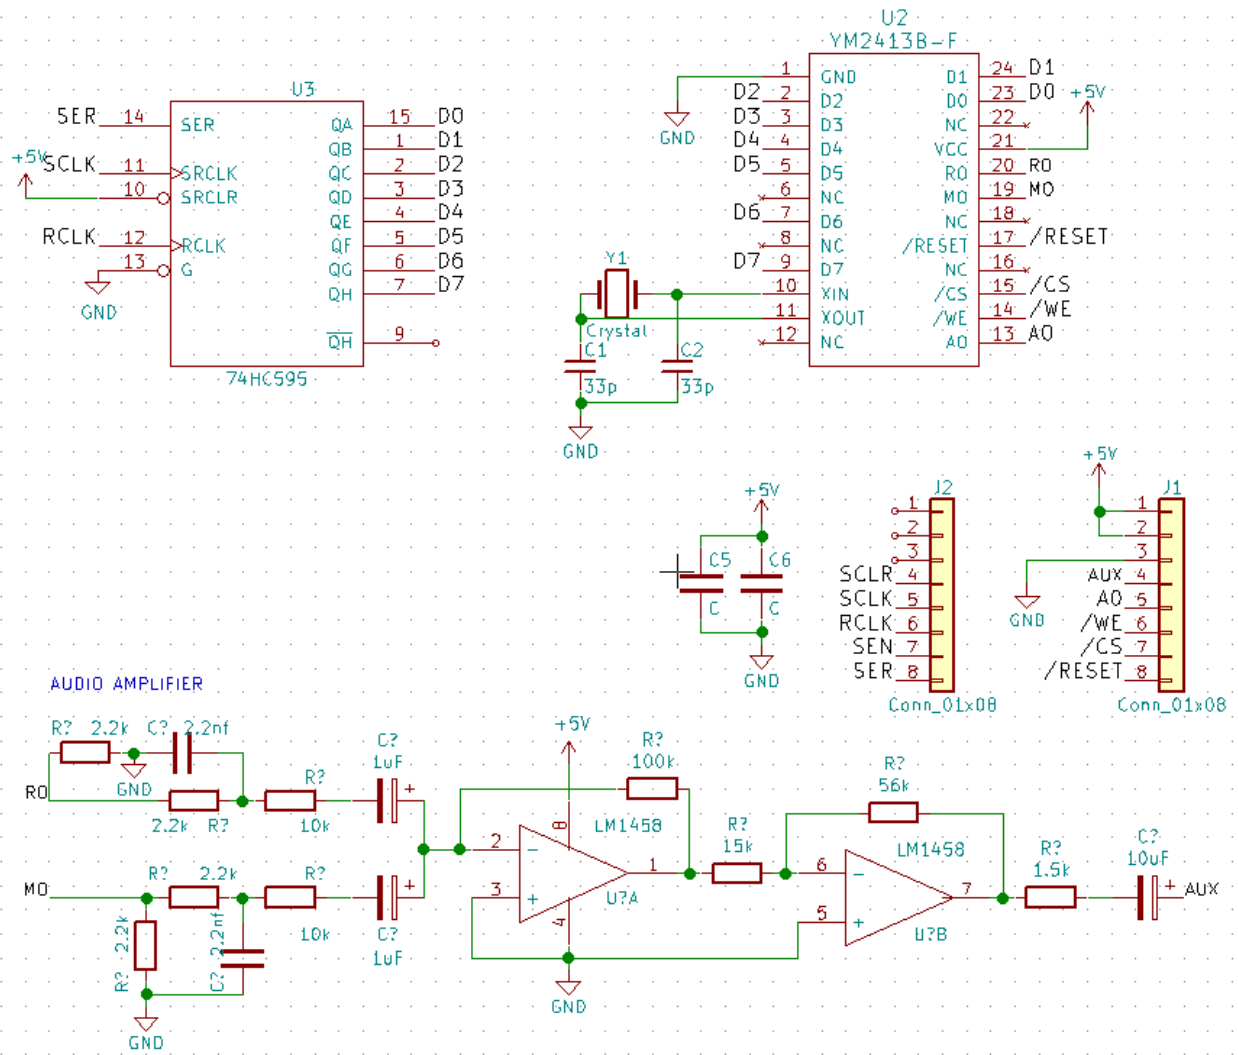 U3
SER 14 SER QA 15 D0
QB 1 D1
+5V SCLK 11 SRCLK QC 2 D2
10 SRCLR QD 3 D3
QE 4 D4
RCLK 12 RCLK QF 5 D5
13 G QG 6 D6
QH 7 D7
GND
QH 9
74HC595
U2
YM2413B-F
1 GND D1 24 D1
D2 2 D2 D0 23 D0
D3 3 D3 NC 22
+5V
GND
D4 4 D4 VCC 21
D5 5 D5 R0 20 R0
6 NC M0 19 M0
D6 7 D6 NC 18
8 NC /RESET 17 /RESET
D7 9 D7 NC 16
10 XIN /CS 15 /CS
11 XOUT /WE 14 /WE
12 NC A0 13 A0
Y1
Crystal
C1 C2
33p 33p
GND
+5V
C5 C6
C C
GND
J2
1
2
3
SCLR 4
SCLK 5
RCLK 6
SEN 7
SER 8
Conn_01x08
+5V
J1
1
2
3
GND
AUX 4
A0 5
/WE 6
/CS 7
/RESET 8
Conn_01x08
AUDIO AMPLIFIER
R? 2.2k C? 2.2nf
GND
R0
2.2k R?
R?
10k
C?
1uF
+
M0
2.2k
R?
10k
+
C?
1uF
R? 2.2k
C? 2.2nf
GND
+5V
R?
100k
8
LM1458
2 −
3 +
1
4
U?A
GND
R?
15k
R?
56k
LM1458
6 −
5 +
7
U?B
R?
1.5k
C?
10uF
+ AUX